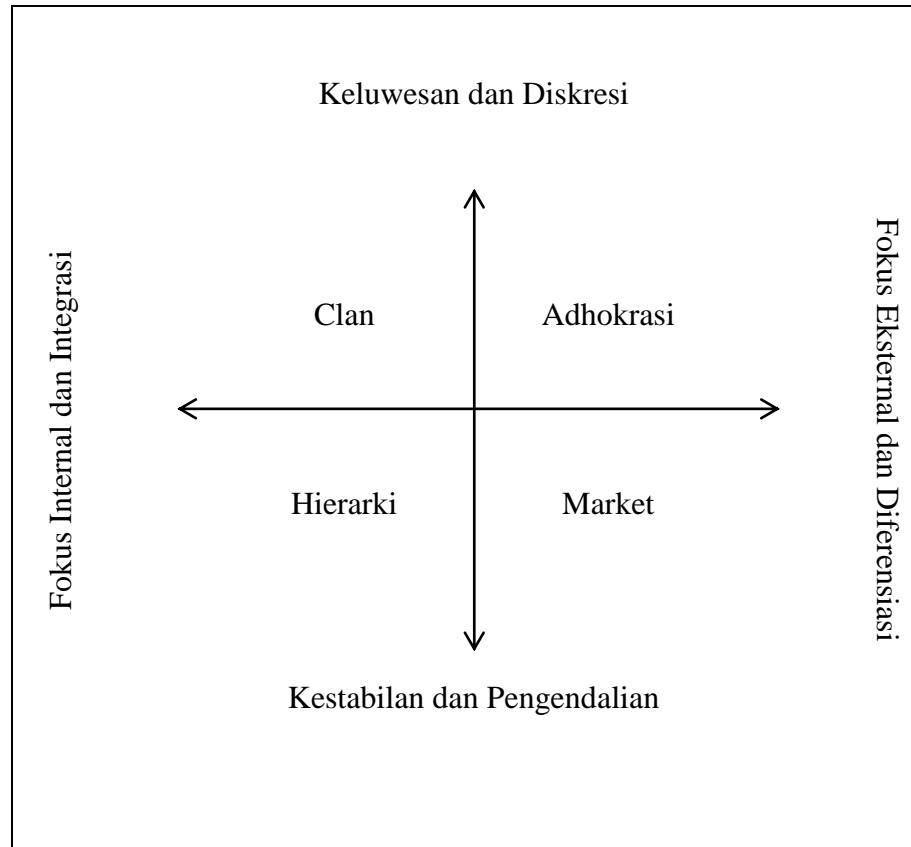 Keluwesan dan Diskresi
Fokus Internal dan Integrasi
Clan
Adhokrasi
Fokus Eksternal dan Diferensiasi
Hierarki
Market
Kestabilan dan Pengendalian